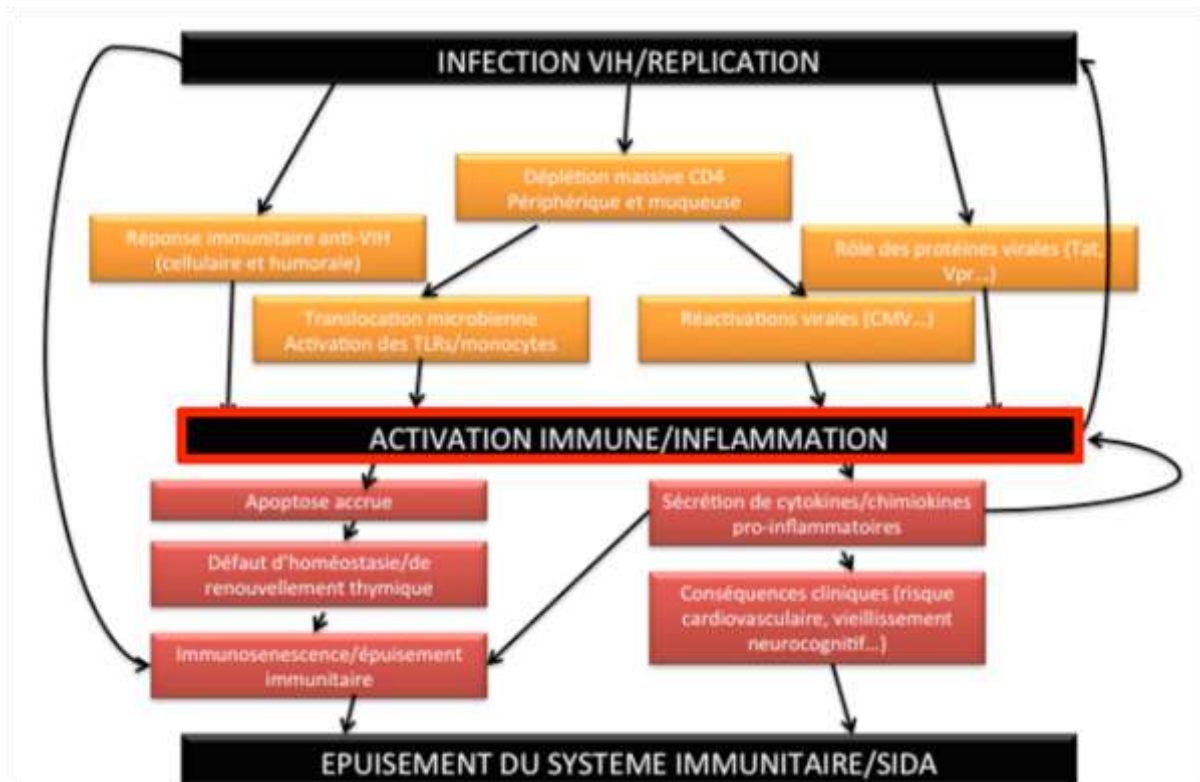 INFECTION VIH/REPLICATION
Déplétion massive CD4
Périphérique et muqueuse
Réponse immunitaire anti-VIH
(cellulaire et humorale)
Rôle des protéines virales (Tat,
Vpr...)
Translocation microbienne
Activation des TLRs/monocytes
Réactivations virales (CMV...)
ACTIVATION IMMUNE/INFLAMMATION
Apoptose accrue
Sécrétion de cytokines/chimiokines
pro-inflammatoires
Défaut d'homéostasie/de
renouvellement thymique
Conséquences cliniques (risque
cardiovasculaire, vieillissement
neurocognitif...)
Immunosenescence/épuisement
immunitaire
EPUISEMENT DU SYSTEME IMMUNITAIRE/SIDA